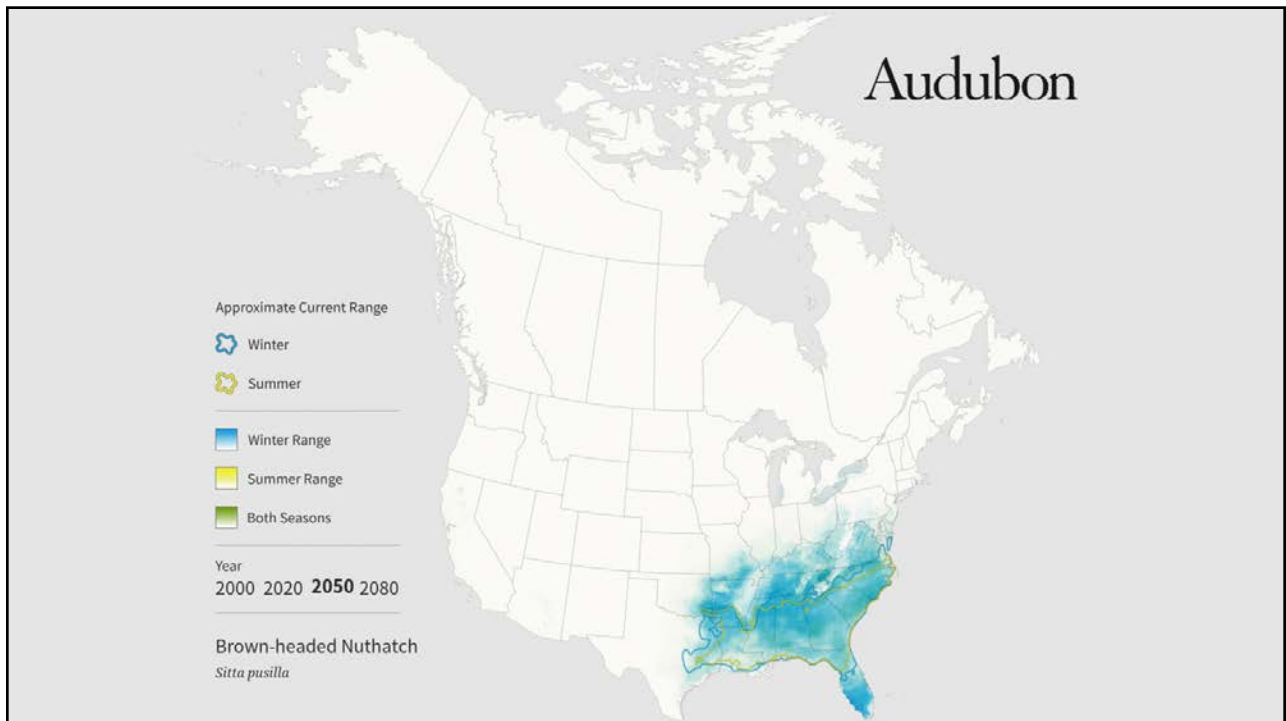 Audubon
Approximate Current Range
Winter
Summer
Winter Range
Summer Range
Both Seasons
Year
2000 2020 2050 2080
Brown-headed Nuthatch
Sitta pusilla